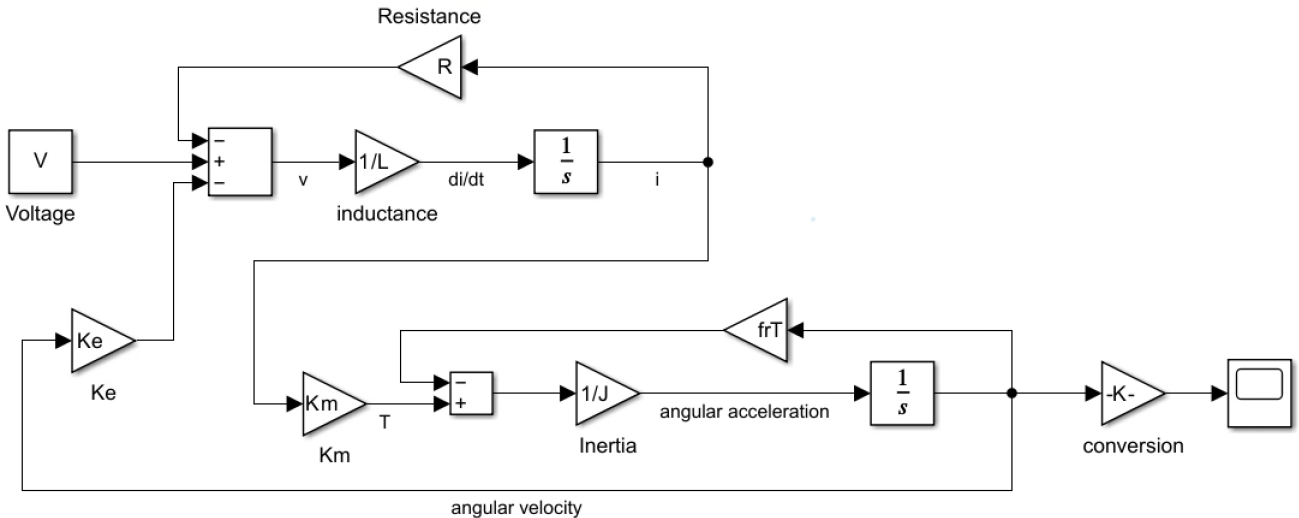 Resistance
R
−
V
+
1/L
1
s
−
v
di/dt
i
Voltage
inductance
Ke
frT
Ke
−
Km
+
1/J
1
s
-K-
T
angular acceleration
Km
Inertia
conversion
angular velocity